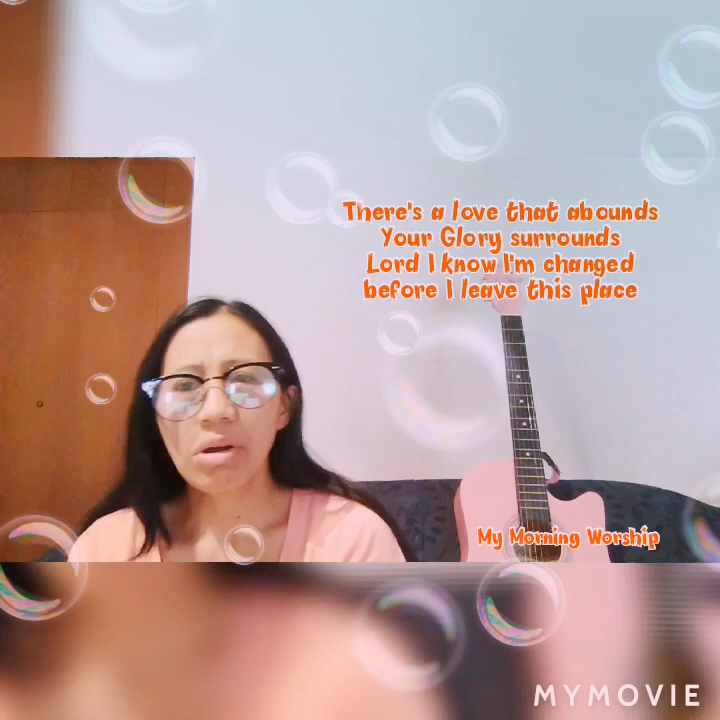 There's a love that abounds
Your Glory surrounds
Lord I know I'm changed
before I leave this place
My Morning Worship
MYMOVIE